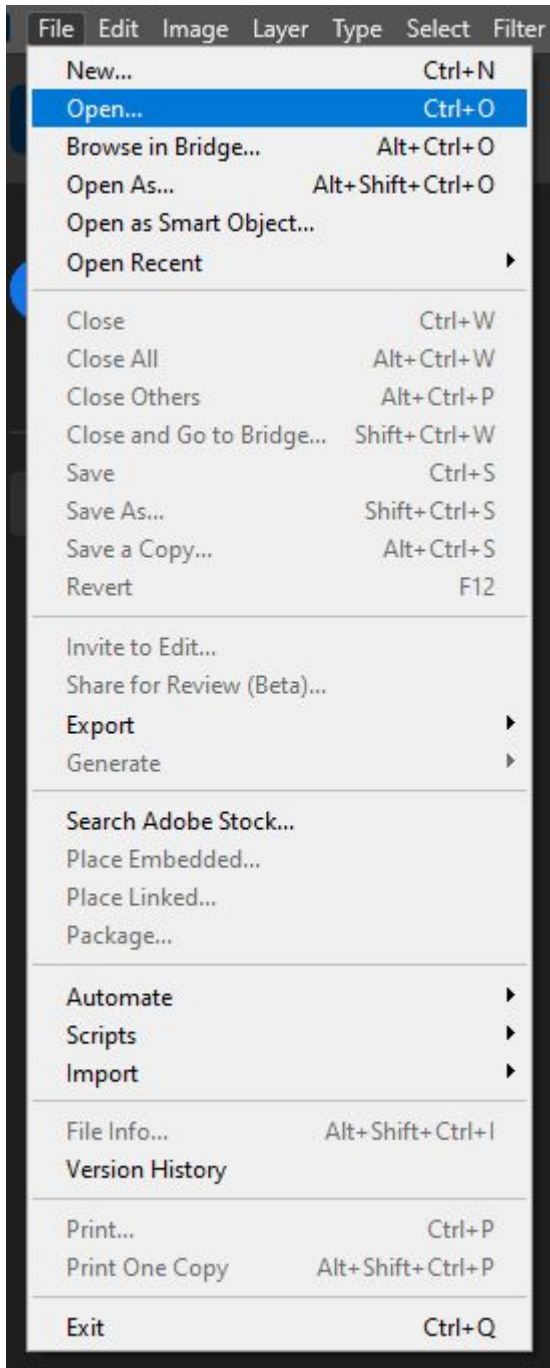 File Edit Image Layer Type Select Filter
New... Ctrl+N
Open... Ctrl+O
Browse in Bridge... Alt+Ctrl+O
Open As... Alt+Shift+Ctrl+O
Open as Smart Object...
Open Recent
Close Ctrl+W
Close All Alt+Ctrl+W
Close Others Alt+Ctrl+P
Close and Go to Bridge... Shift+Ctrl+W
Save Ctrl+S
Save As... Shift+Ctrl+S
Save a Copy... Alt+Ctrl+S
Revert F12
Invite to Edit...
Share for Review (Beta)...
Export
Generate
Search Adobe Stock...
Place Embedded...
Place Linked...
Package...
Automate
Scripts
Import
File Info... Alt+Shift+Ctrl+I
Version History
Print... Ctrl+P
Print One Copy Alt+Shift+Ctrl+P
Exit Ctrl+Q